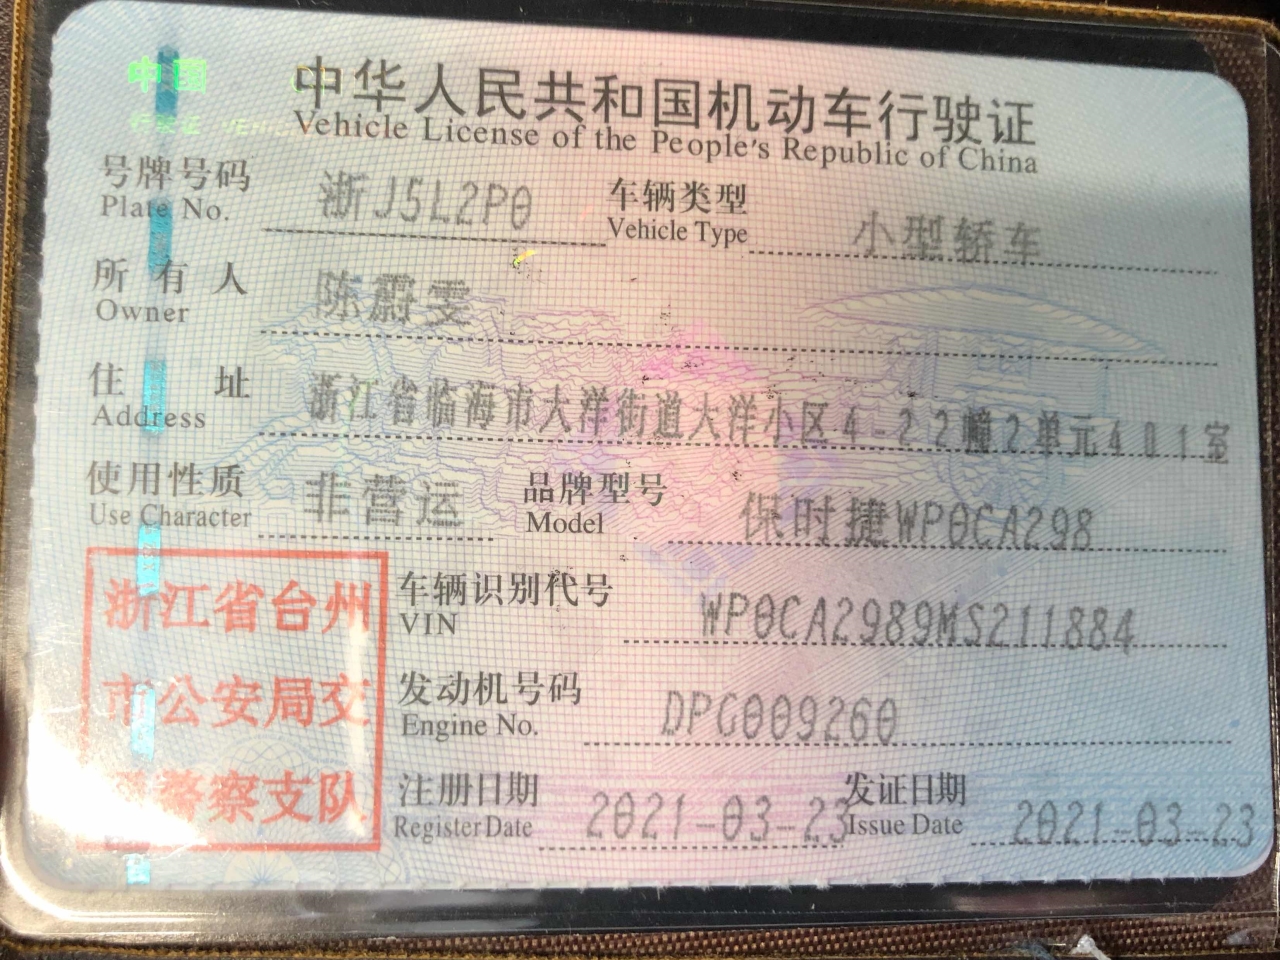 中国
中华人民共和国机动车行驶证
Vehicle License of the People's Republic of China
号牌号码 浙J5L2P0 车辆类型 小型轿车
Plate No. Vehicle Type
所有人 陈蔚雯
Owner
住址 浙江省临海市大洋街道大洋小区4-22幢2单元401室
Address
使用性质 非营运 品牌型号 保时捷WP0CA298
Use Character Model
浙江省台州
市公安局交
警察支队
车辆识别代号 WP0CA2989MS211884
VIN
发动机号码 DPG009260
Engine No.
注册日期 2021-03-23 发证日期 2021-03-23
Register Date Issue Date